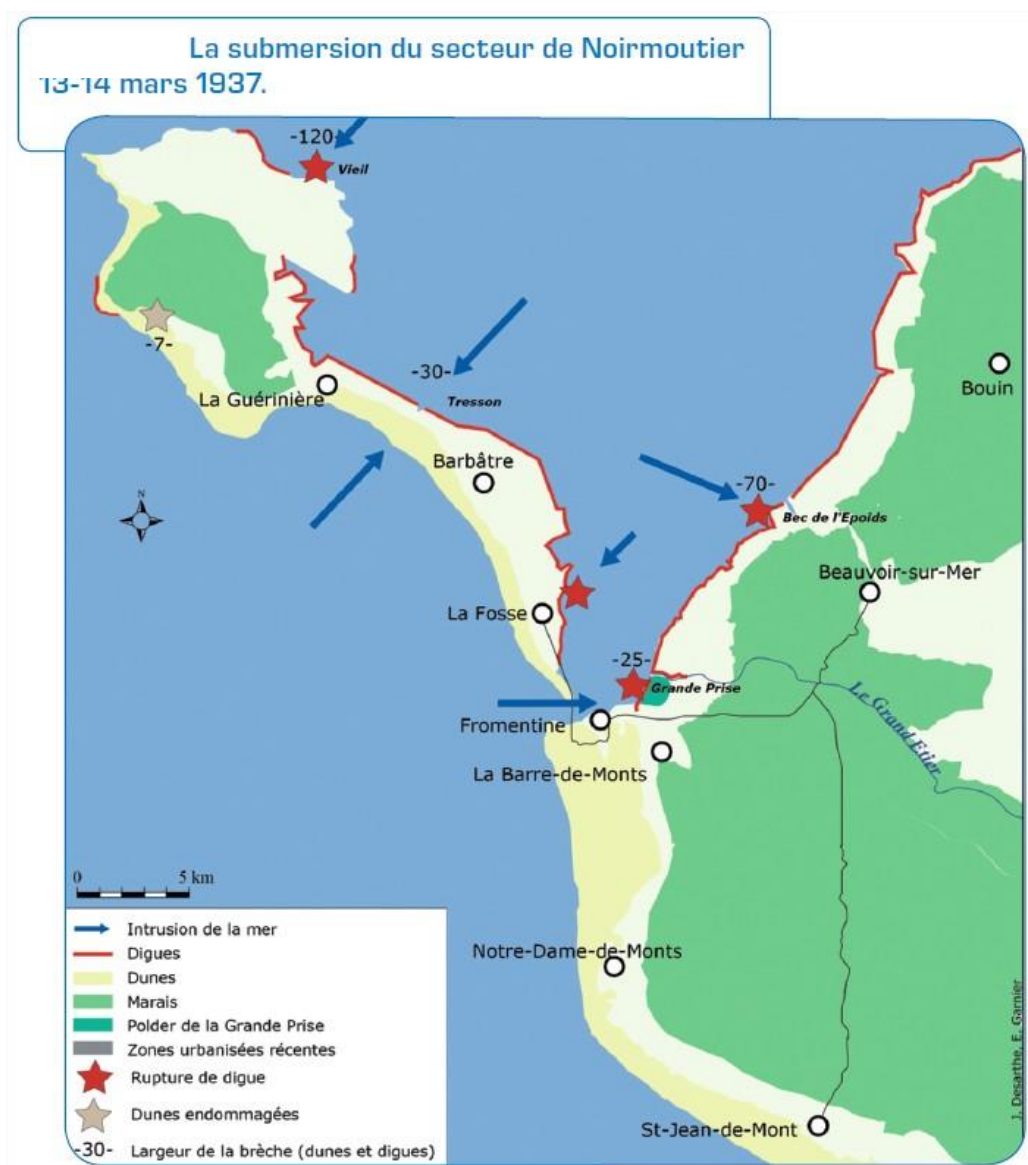 La submersion du secteur de Noirmoutier
13-14 mars 1937.
-120-
Vieil
-7-
-30-
La Guérinière
Tresson
Bouin
Barbâtre
-70-
Bec de l'Epoids
N
Beauvoir-sur-Mer
La Fosse
-25-
Grande Prise
Le Grand Etier
Fromentine
La Barre-de-Monts
0 5 km
Notre-Dame-de-Monts
St-Jean-de-Mont
Intrusion de la mer
Digues
Dunes
Marais
Polder de la Grande Prise
Zones urbanisées récentes
Rupture de digue
Dunes endommagées
-30- Largeur de la brèche (dunes et digues)
J. Desarthe, E. Garnier